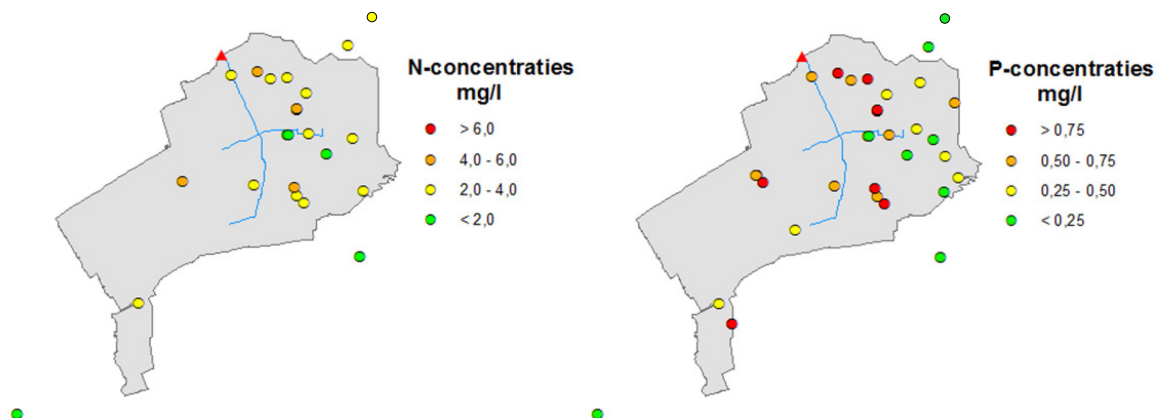 N-concentraties
mg/l
> 6,0
4,0 - 6,0
2,0 - 4,0
< 2,0
P-concentraties
mg/l
> 0,75
0,50 - 0,75
0,25 - 0,50
< 0,25